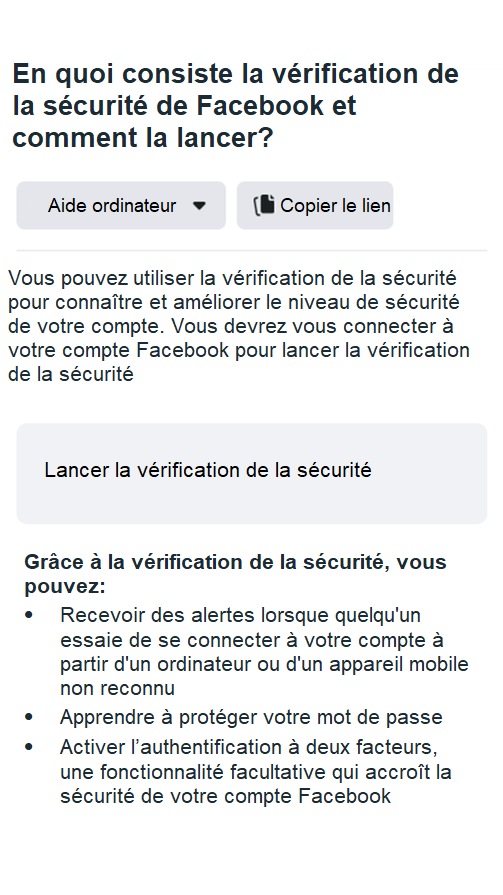 En quoi consiste la vérification de
la sécurité de Facebook et
comment la lancer?
Aide ordinateur
Copier le lien
Vous pouvez utiliser la vérification de la sécurité
pour connaître et améliorer le niveau de sécurité
de votre compte. Vous devrez vous connecter à
votre compte Facebook pour lancer la vérification
de la sécurité
Lancer la vérification de la sécurité
Grâce à la vérification de la sécurité, vous
pouvez:
• Recevoir des alertes lorsque quelqu'un
essaie de se connecter à votre compte à
partir d'un ordinateur ou d'un appareil mobile
non reconnu
• Apprendre à protéger votre mot de passe
• Activer l’authentification à deux facteurs,
une fonctionnalité facultative qui accroît la
sécurité de votre compte Facebook